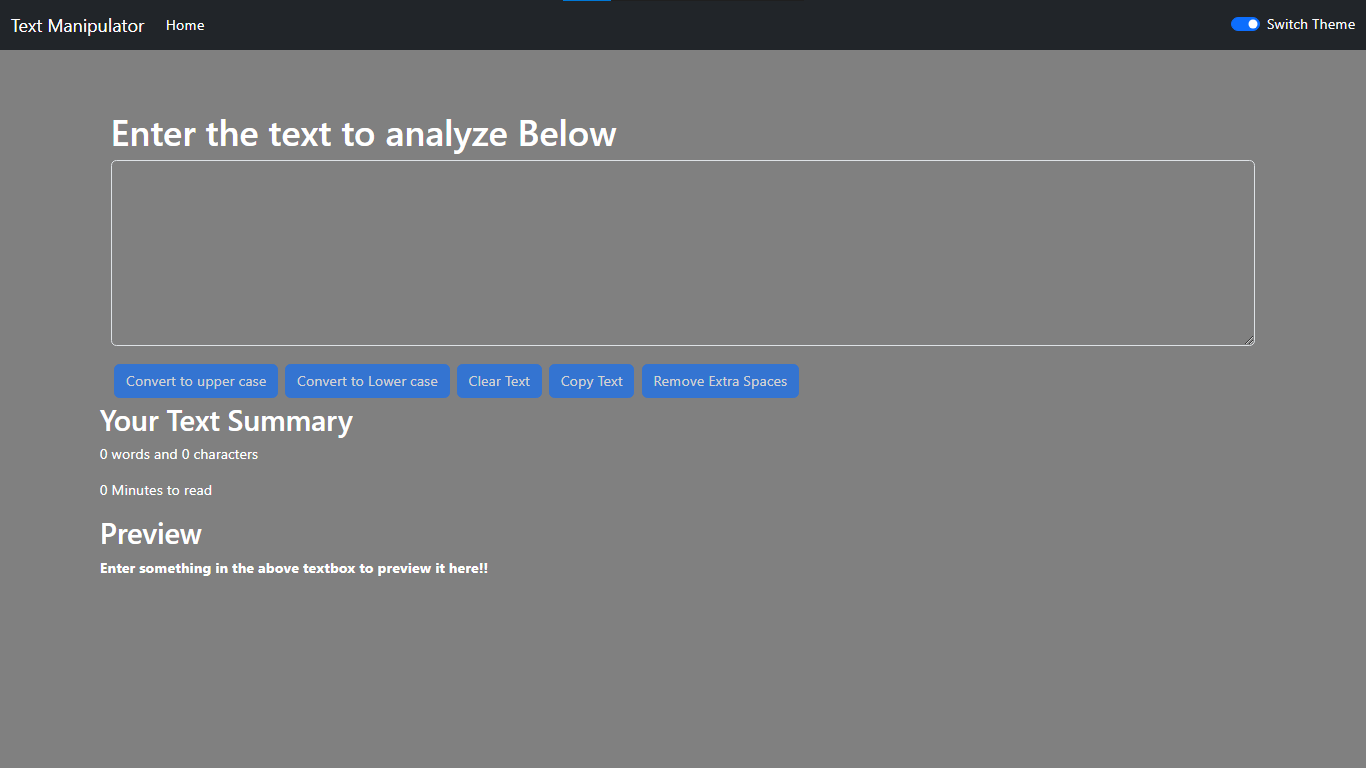 Text Manipulator Home Switch Theme
Enter the text to analyze Below
Convert to upper case Convert to Lower case Clear Text Copy Text Remove Extra Spaces
Your Text Summary
0 words and 0 characters
0 Minutes to read
Preview
Enter something in the above textbox to preview it here!!